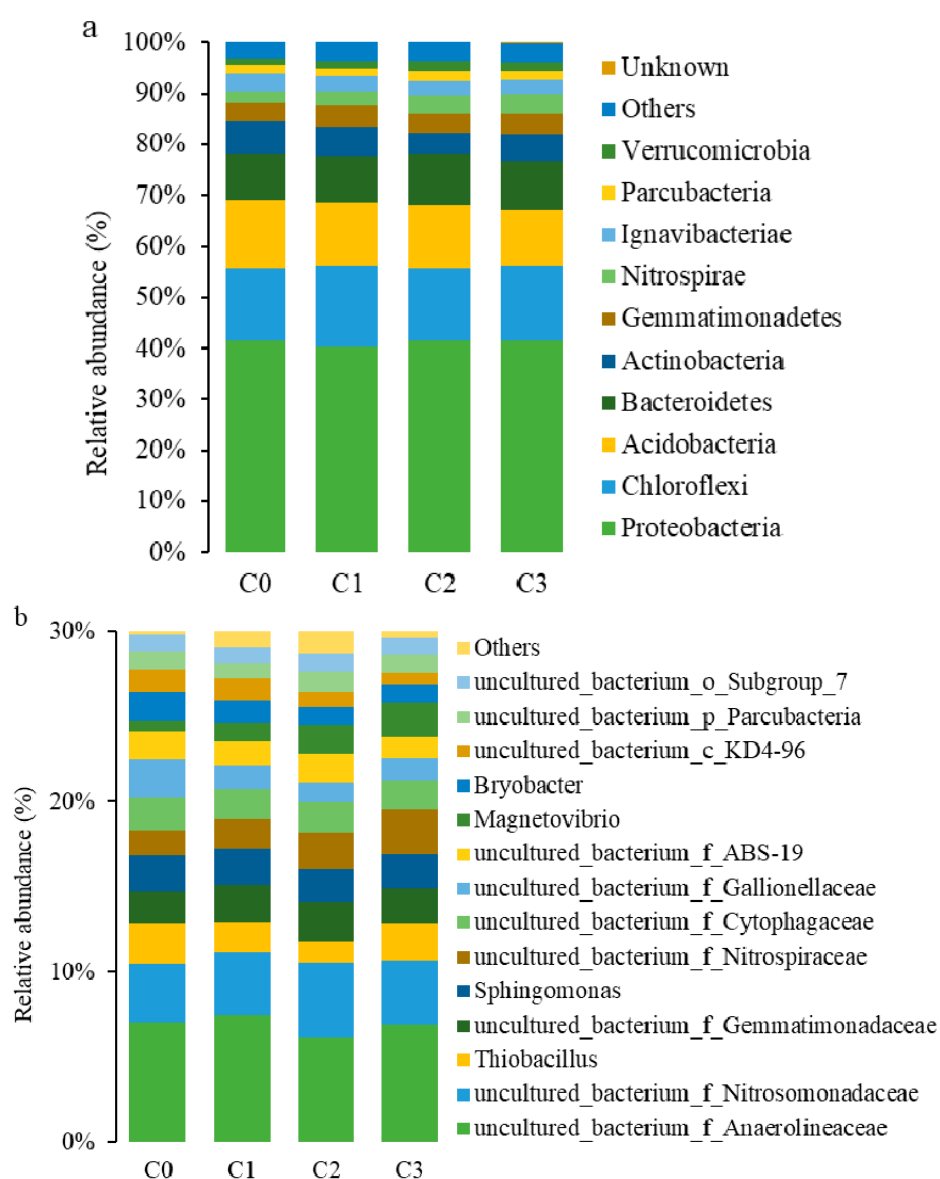 a
100%
90%
80%
70%
60%
50%
40%
30%
20%
10%
0%
Relative abundance (%)
C0 C1 C2 C3
Unknown
Others
Verrucomicrobia
Parcubacteria
Ignavibacteriae
Nitrospirae
Gemmatimonadetes
Actinobacteria
Bacteroidetes
Acidobacteria
Chloroflexi
Proteobacteria
b
30%
20%
10%
0%
Relative abundance (%)
C0 C1 C2 C3
Others
uncultured_bacterium_o_Subgroup_7
uncultured_bacterium_p_Parcubacteria
uncultured_bacterium_c_KD4-96
Bryobacter
Magnetovibrio
uncultured_bacterium_f_ABS-19
uncultured_bacterium_f_Gallionellaceae
uncultured_bacterium_f_Cytophagaceae
uncultured_bacterium_f_Nitrospiraceae
Sphingomonas
uncultured_bacterium_f_Gemmatimonadaceae
Thiobacillus
uncultured_bacterium_f_Nitrosomonadaceae
uncultured_bacterium_f_Anaerolineaceae